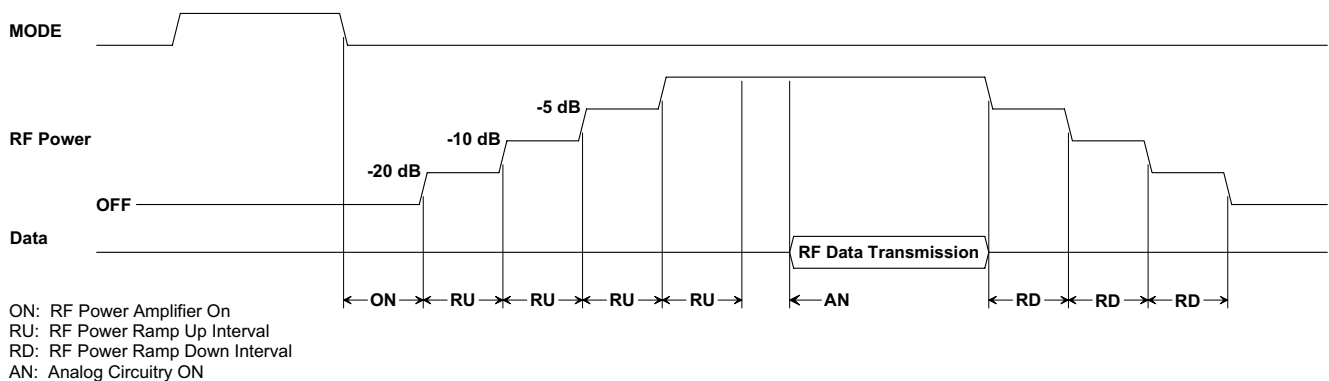 MODE
-5 dB
RF Power
-10 dB
-20 dB
OFF
Data
RF Data Transmission
ON RU RU RU RU AN RD RD RD
ON: RF Power Amplifier On
RU: RF Power Ramp Up Interval
RD: RF Power Ramp Down Interval
AN: Analog Circuitry ON